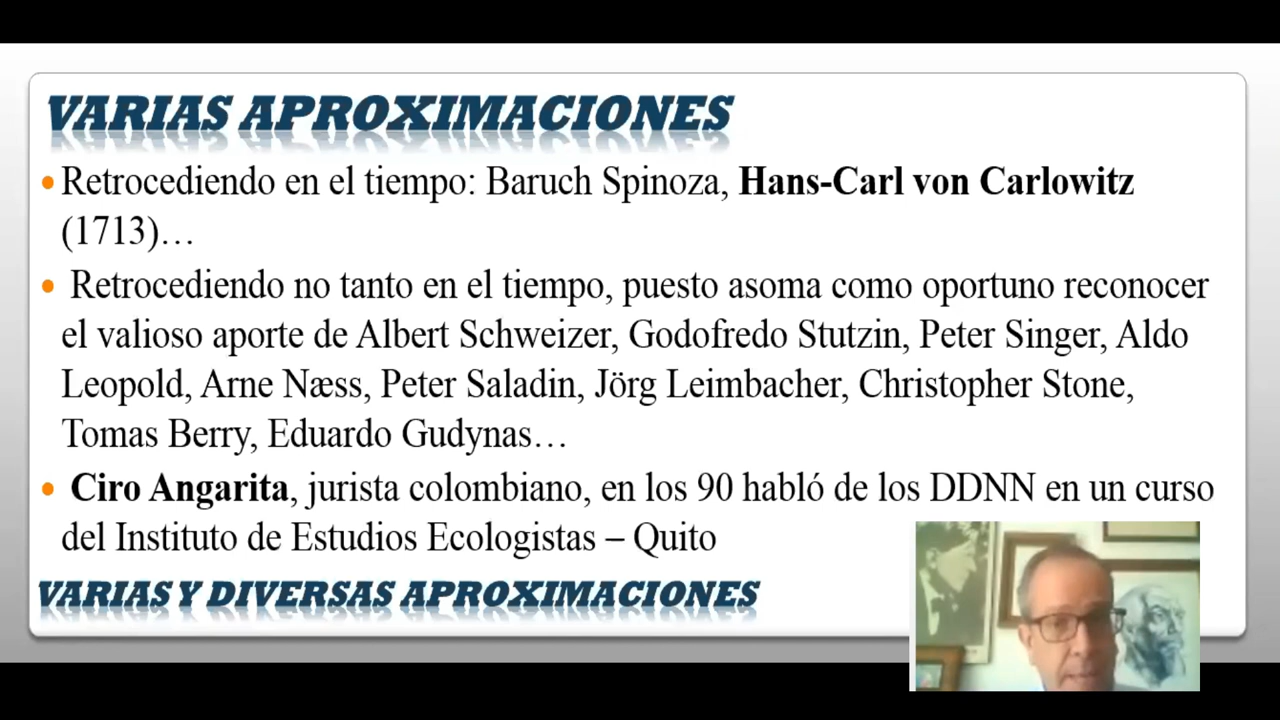 VARIAS APROXIMACIONES
• Retrocediendo en el tiempo: Baruch Spinoza, Hans-Carl von Carlowitz
(1713)…
• Retrocediendo no tanto en el tiempo, puesto asoma como oportuno reconocer
el valioso aporte de Albert Schweizer, Godofredo Stutzin, Peter Singer, Aldo
Leopold, Arne Næss, Peter Saladin, Jörg Leimbacher, Christopher Stone,
Tomas Berry, Eduardo Gudynas…
• Ciro Angarita, jurista colombiano, en los 90 habló de los DDNN en un curso
del Instituto de Estudios Ecologistas – Quito
VARIAS Y DIVERSAS APROXIMACIONES